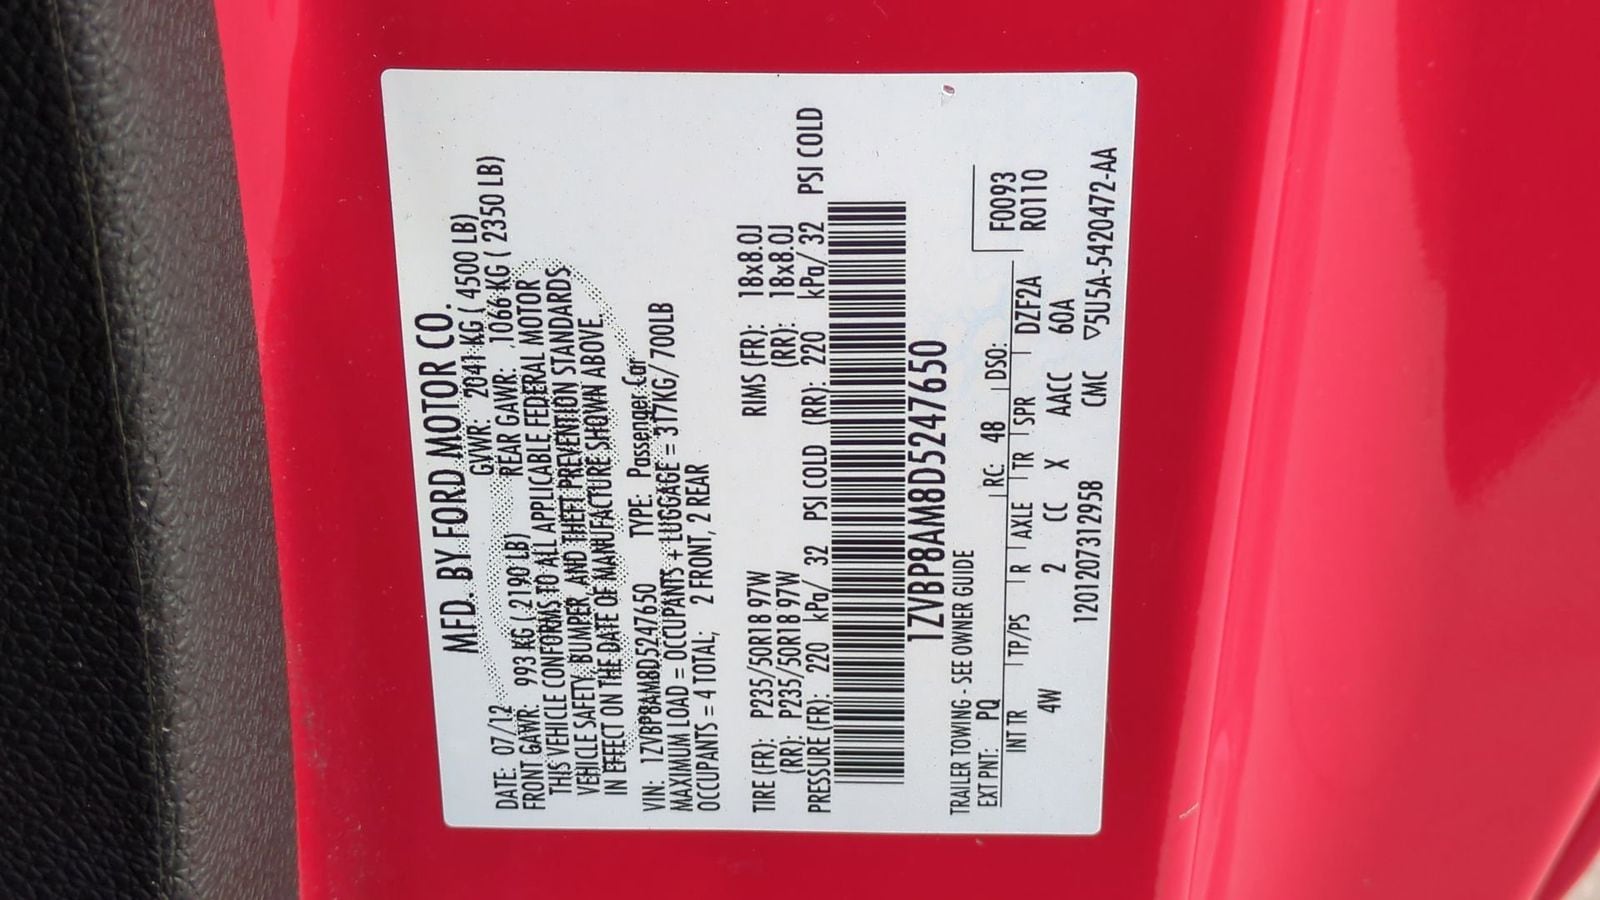 MFD. BY FORD MOTOR CO.
DATE: 07/12 GVWR: 2041 KG ( 4500 LB)
FRONT GAWR: 993 KG ( 2190 LB) REAR GAWR: 1066 KG ( 2350 LB)
THIS VEHICLE CONFORMS TO ALL APPLICABLE FEDERAL MOTOR
VEHICLE SAFETY, BUMPER, AND THEFT PREVENTION STANDARDS
IN EFFECT ON THE DATE OF MANUFACTURE SHOWN ABOVE.
VIN: 1ZVBP8AM8D5247650 TYPE: Passenger Car
MAXIMUM LOAD = OCCUPANTS + LUGGAGE = 317KG/ 700LB
OCCUPANTS = 4 TOTAL; 2 FRONT, 2 REAR
TIRE (FR): P235/50R18 97W RIMS (FR): 18x8.0J
(RR): P235/50R18 97W (RR): 18x8.0J
PRESSURE (FR): 220 kPa/ 32 PSI COLD (RR): 220 kPa/ 32 PSI COLD
1ZVBP8AM8D5247650
TRAILER TOWING - SEE OWNER GUIDE
EXT PNT: PQ RC: 48 DSO: F0093
INT TR TP/PS R AXLE TR SPR DZF2A R0110
4W 2 CC X AACC 60A
120120731 2958 CMC ▽5U5A-5420472-AA